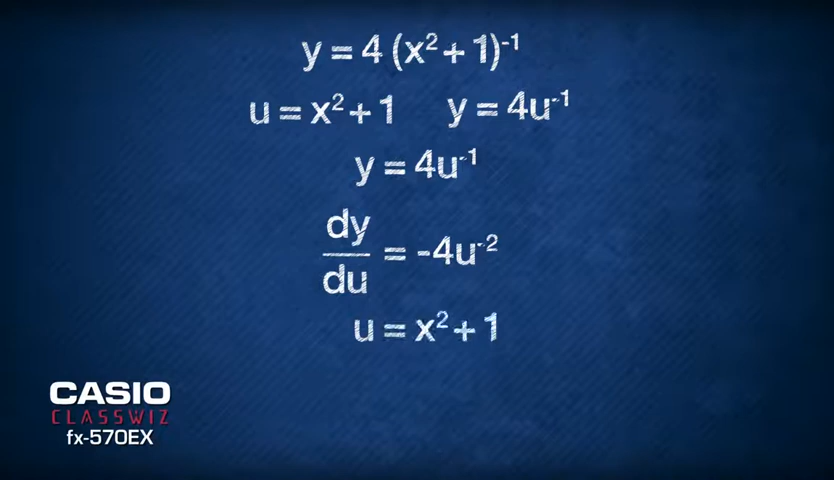 y = 4 (x² + 1)⁻¹
u = x² + 1 y = 4u⁻¹
y = 4u⁻¹
dy/du = -4u⁻²
u = x² + 1
CASIO
CLASSWIZ
fx-570EX